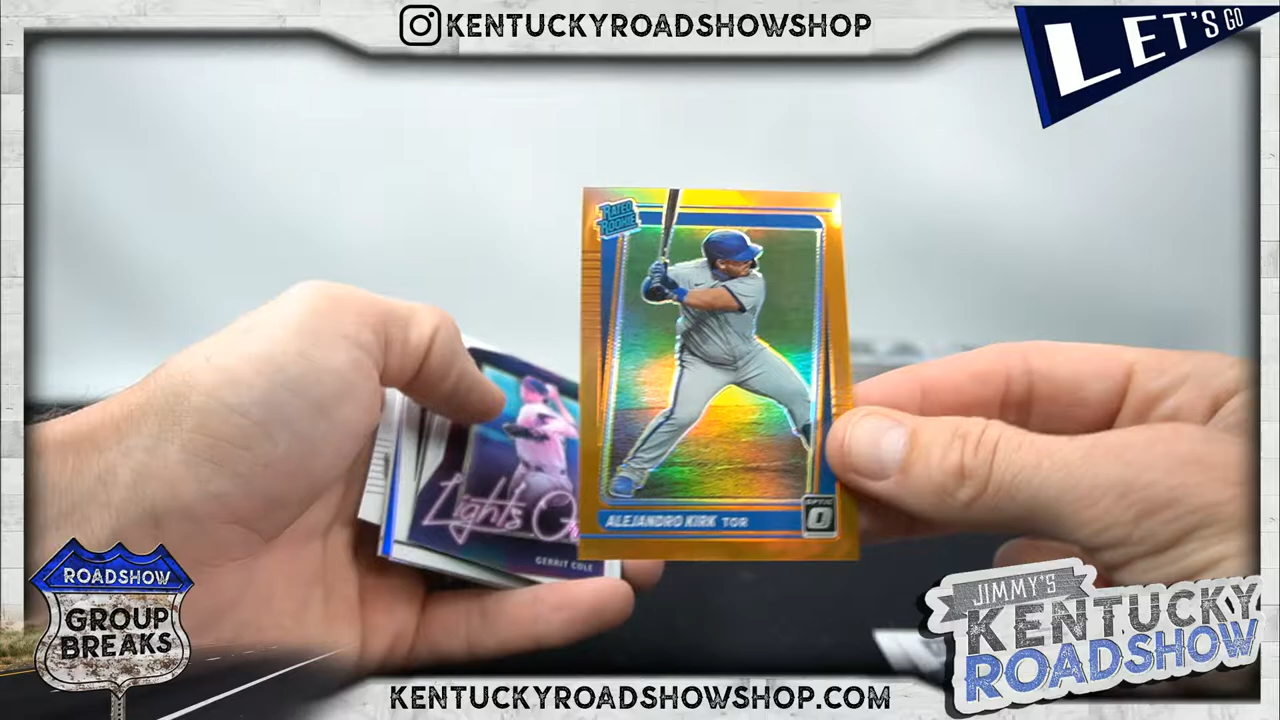 KENTUCKYROADSHOWSHOP
LET'S GO
RATED
ROOKIE
ALEJANDRO KIRK TOR
OPTIC
Lights On
GERRIT COLE
ROADSHOW
GROUP
BREAKS
JIMMY'S
KENTUCKY
ROADSHOW
KENTUCKYROADSHOWSHOP.COM